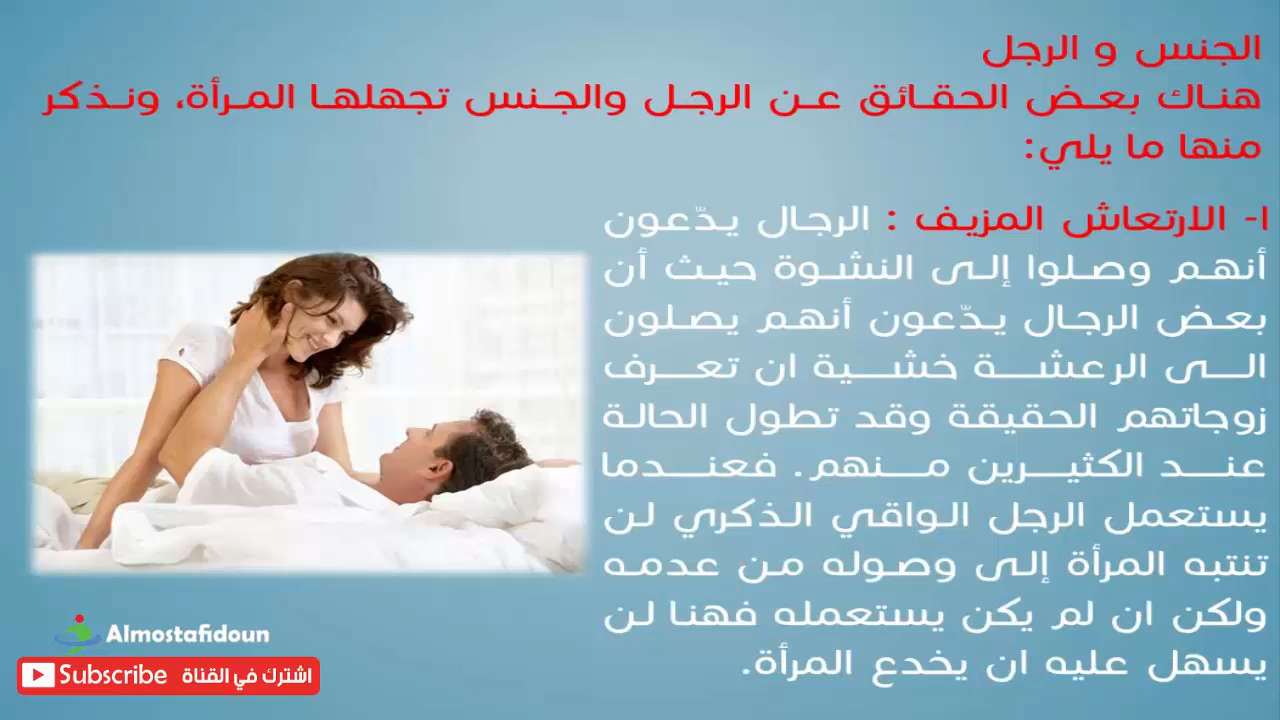 الجنس و الرجل
هناك بعض الحقائق عن الرجل والجنس تجهلها المرأة، ونذكر
منها ما يلي:
1- الارتعاش المزيف : الرجال يدّعون
أنهم وصلوا إلى النشوة حيث أن
بعض الرجال يدّعون أنهم يصلون
الى الرعشة خشية ان تعرف
زوجاتهم الحقيقة وقد تطول الحالة
عند الكثيرين منهم. فعندما
يستعمل الرجل الواقي الذكري لن
تنتبه المرأة إلى وصوله من عدمه
ولكن ان لم يكن يستعمله فهنا لن
يسهل عليه ان يخدع المرأة.
Almostafidoun
Subscribe اشترك في القناة